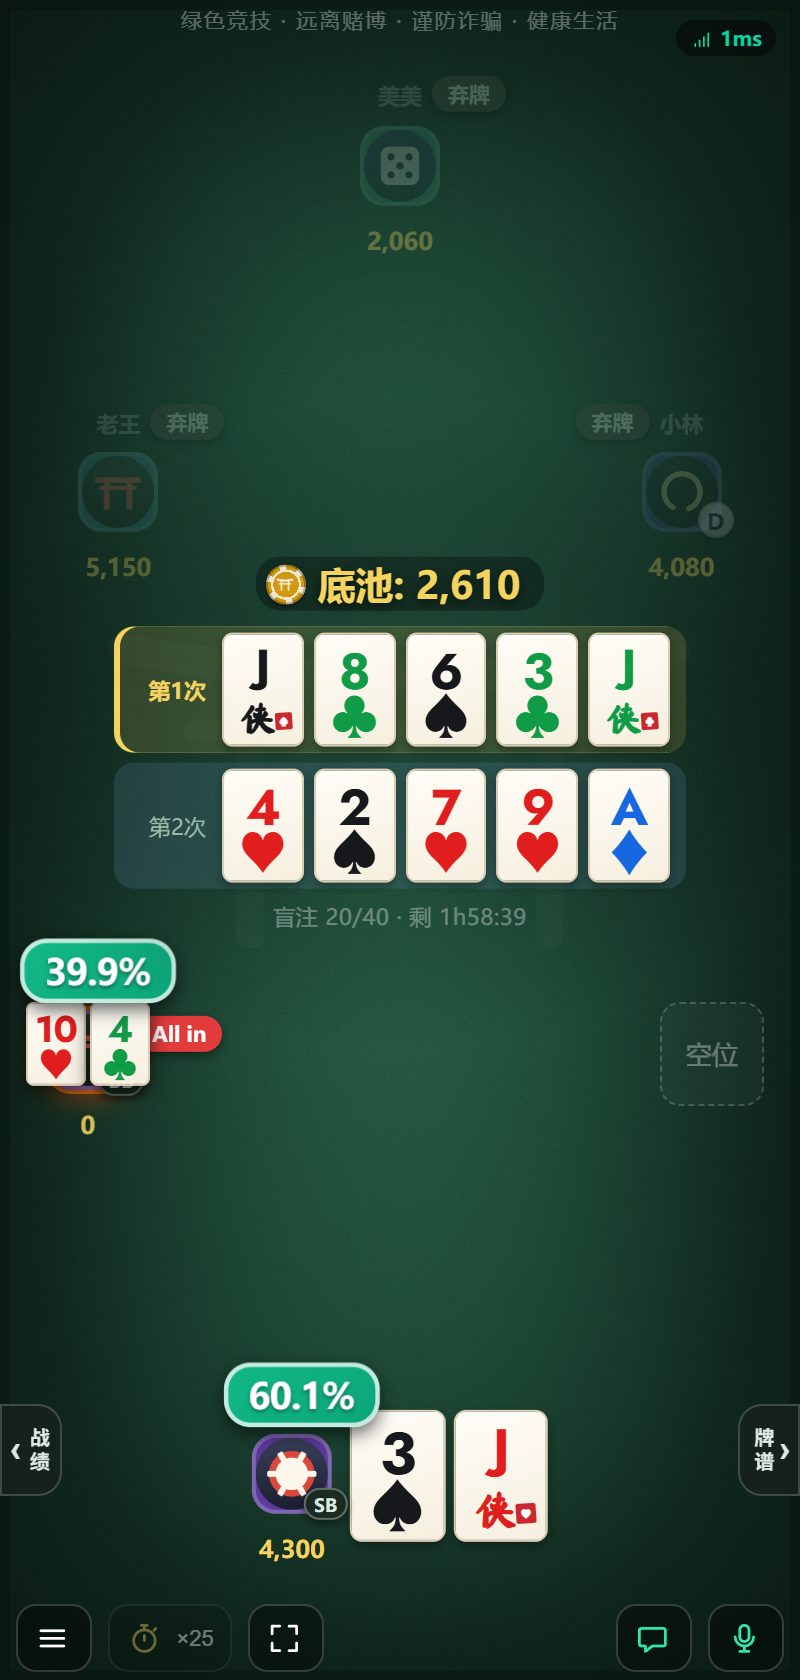 绿色竞技 · 远离赌博 · 谨防诈骗 · 健康生活
1ms
美美 弃牌
2,060
老王 弃牌
弃牌 小林
D
5,150
4,080
底池: 2,610
第1次 J 侠 8 6 3 J 侠
第2次 4 2 7 9 A
盲注 20/40 · 剩 1h58:39
39.9%
10 4 All in
空位
0
60.1%
战绩
3 J 侠
牌谱
SB
4,300
×25